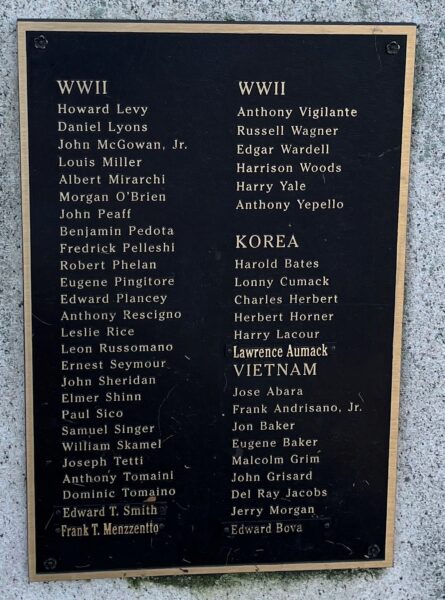 WWII
Howard Levy
Daniel Lyons
John McGowan, Jr.
Louis Miller
Albert Mirarchi
Morgan O'Brien
John Peaff
Benjamin Pedota
Fredrick Pelleshi
Robert Phelan
Eugene Pingitore
Edward Plancey
Anthony Rescigno
Leslie Rice
Leon Russomano
Ernest Seymour
John Sheridan
Elmer Shinn
Paul Sico
Samuel Singer
William Skamel
Joseph Tetti
Anthony Tomaini
Dominic Tomaino
Edward T. Smith
Frank T. Menzzentto
WWII
Anthony Vigilante
Russell Wagner
Edgar Wardell
Harrison Woods
Harry Yale
Anthony Yepello
KOREA
Harold Bates
Lonny Cumack
Charles Herbert
Herbert Horner
Harry Lacour
Lawrence Aumack
VIETNAM
Jose Abara
Frank Andrisano, Jr.
Jon Baker
Eugene Baker
Malcolm Grim
John Grisard
Del Ray Jacobs
Jerry Morgan
Edward Bova